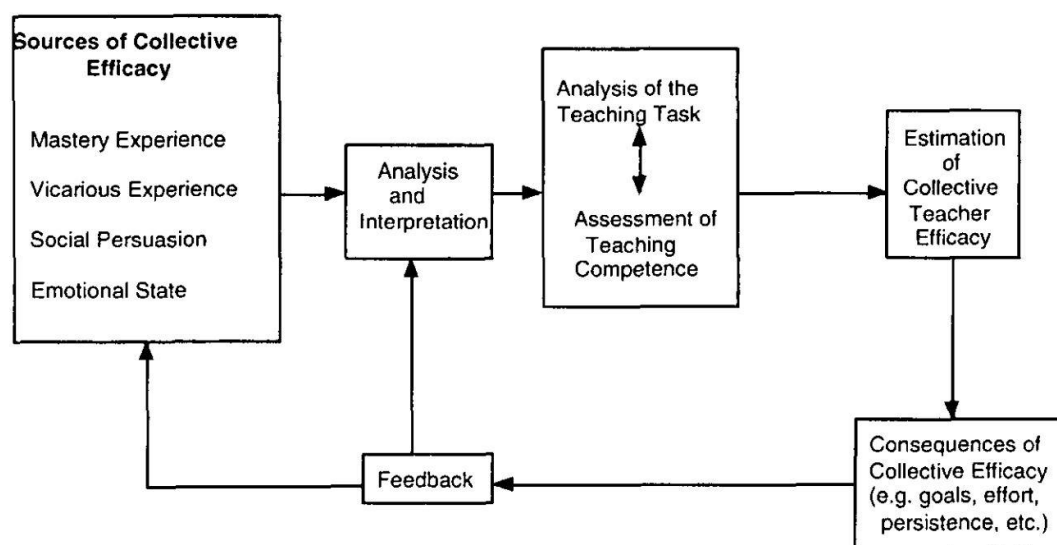 Sources of Collective
Efficacy
Mastery Experience
Vicarious Experience
Social Persuasion
Emotional State
Analysis
and
Interpretation
Analysis of the
Teaching Task
Assessment of
Teaching
Competence
Estimation
of
Collective
Teacher
Efficacy
Consequences of
Collective Efficacy
(e.g. goals, effort,
persistence, etc.)
Feedback